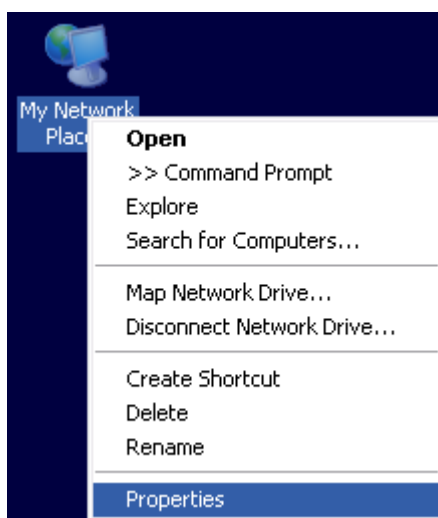 My Network
Plac
Open
>> Command Prompt
Explore
Search for Computers...
Map Network Drive...
Disconnect Network Drive...
Create Shortcut
Delete
Rename
Properties